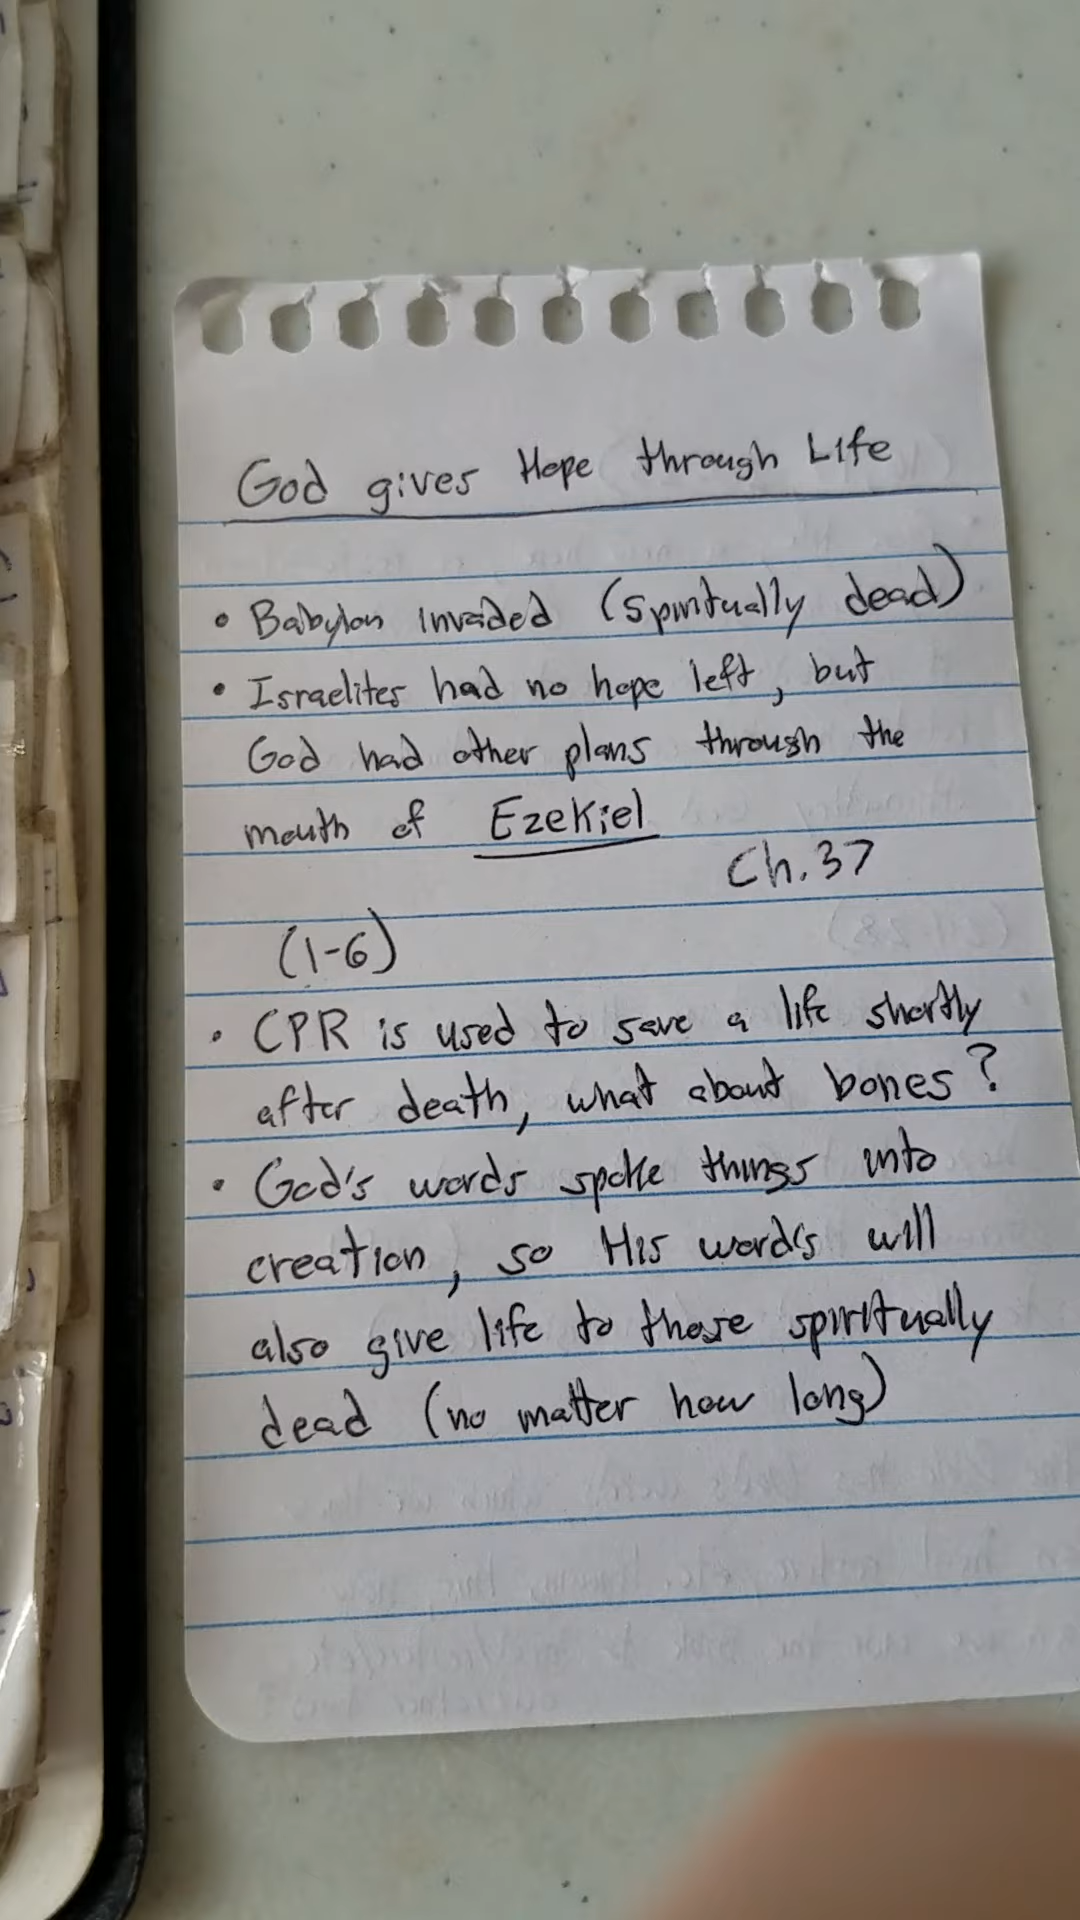 God gives Hope through Life
• Babylon invaded (Spiritually dead)
• Israelites had no hope left, but
God had other plans through the
mouth of Ezekiel
Ch. 37
(1-6)
• CPR is used to save a life shortly
after death, what about bones?
• God's words spoke things into
creation, so His words will
also give life to those spiritually
dead (no matter how long)